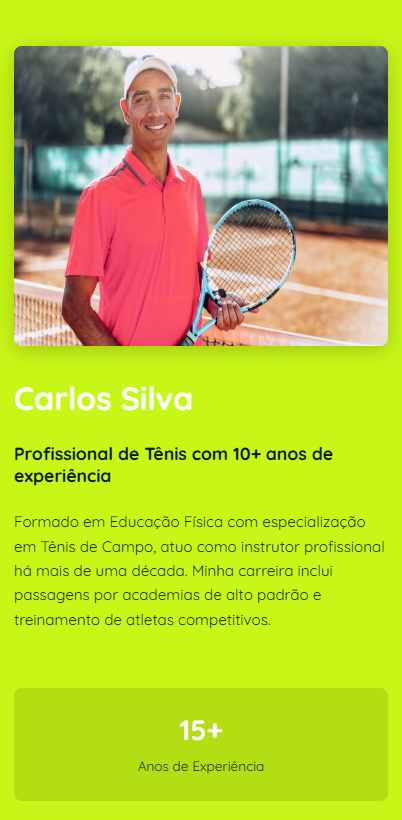 Carlos Silva
Profissional de Tênis com 10+ anos de
experiência
Formado em Educação Física com especialização
em Tênis de Campo, atuo como instrutor profissional
há mais de uma década. Minha carreira inclui
passagens por academias de alto padrão e
treinamento de atletas competitivos.
15+
Anos de Experiência